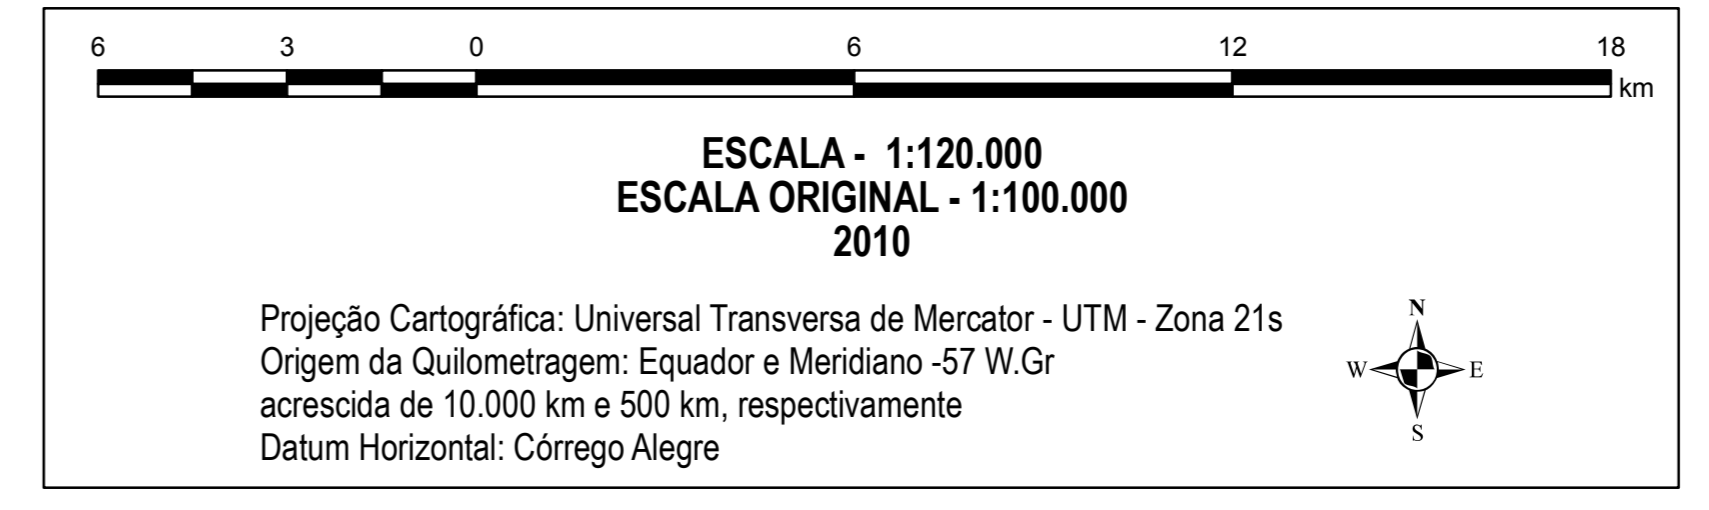 6 3 0 6 12 18
km
ESCALA - 1:120.000
ESCALA ORIGINAL - 1:100.000
2010
Projeção Cartográfica: Universal Transversa de Mercator - UTM - Zona 21s
Origem da Quilometragem: Equador e Meridiano -57 W.Gr
acrescida de 10.000 km e 500 km, respectivamente
Datum Horizontal: Córrego Alegre
N
W E
S